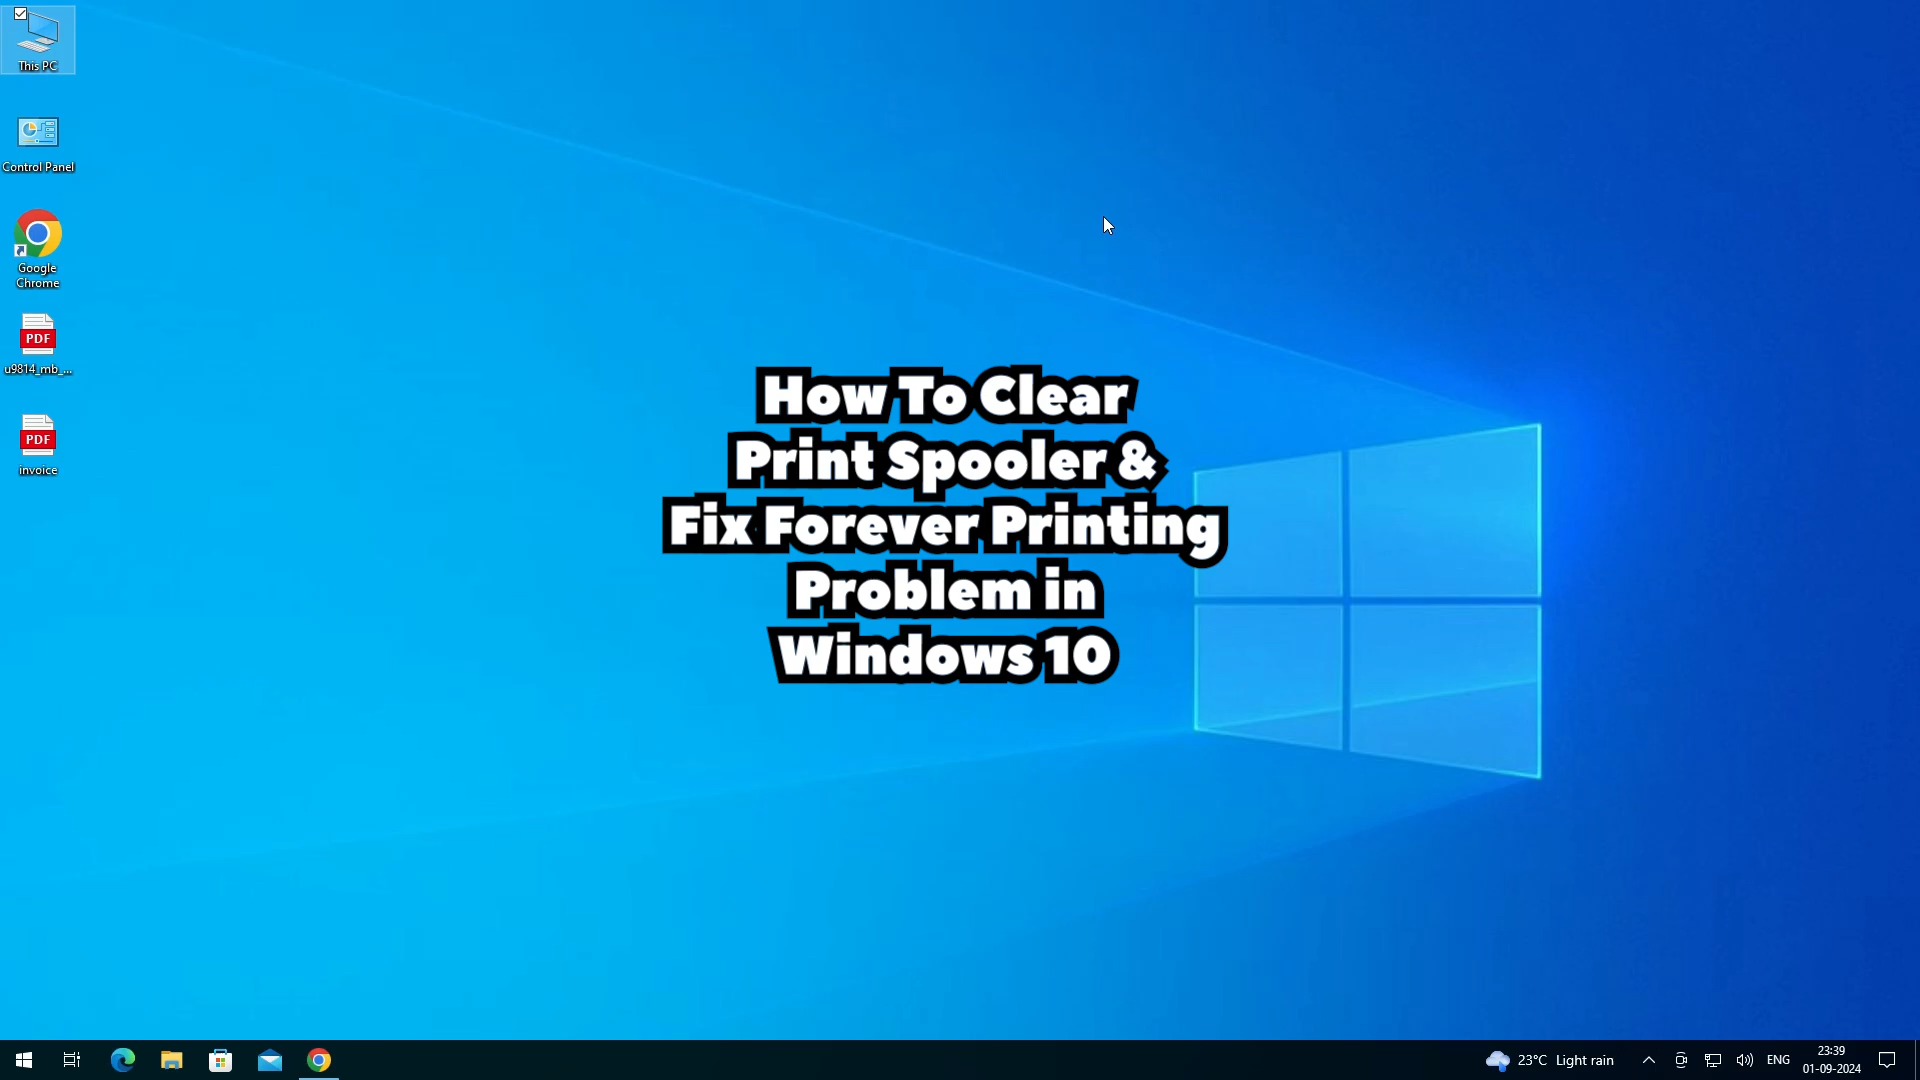 This PC
Control Panel
Google
Chrome
PDF
u9814_mb_...
PDF
invoice
How To Clear
Print Spooler &
Fix Forever Printing
Problem in
Windows 10
23°C Light rain
ENG
23:39
01-09-2024